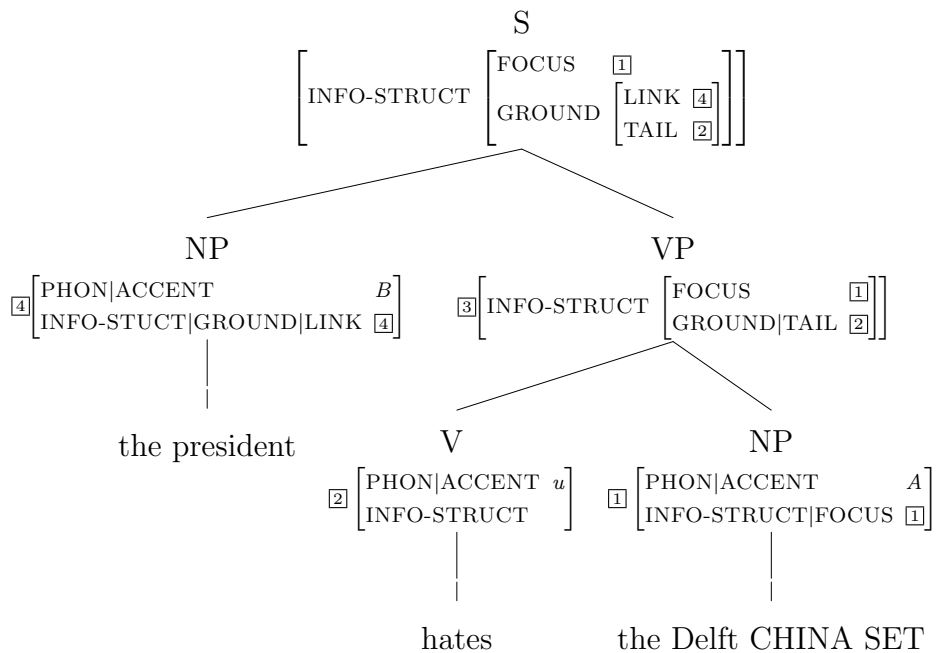 S
[INFO-STRUCT [FOCUS 1
GROUND [LINK 4
TAIL 2]]]
NP VP
4[PHON|ACCENT B
INFO-STUCT|GROUND|LINK 4]
3[INFO-STRUCT [FOCUS 1
GROUND|TAIL 2]]
the president
V NP
2[PHON|ACCENT u
INFO-STRUCT]
1[PHON|ACCENT A
INFO-STRUCT|FOCUS 1]
hates the Delft CHINA SET